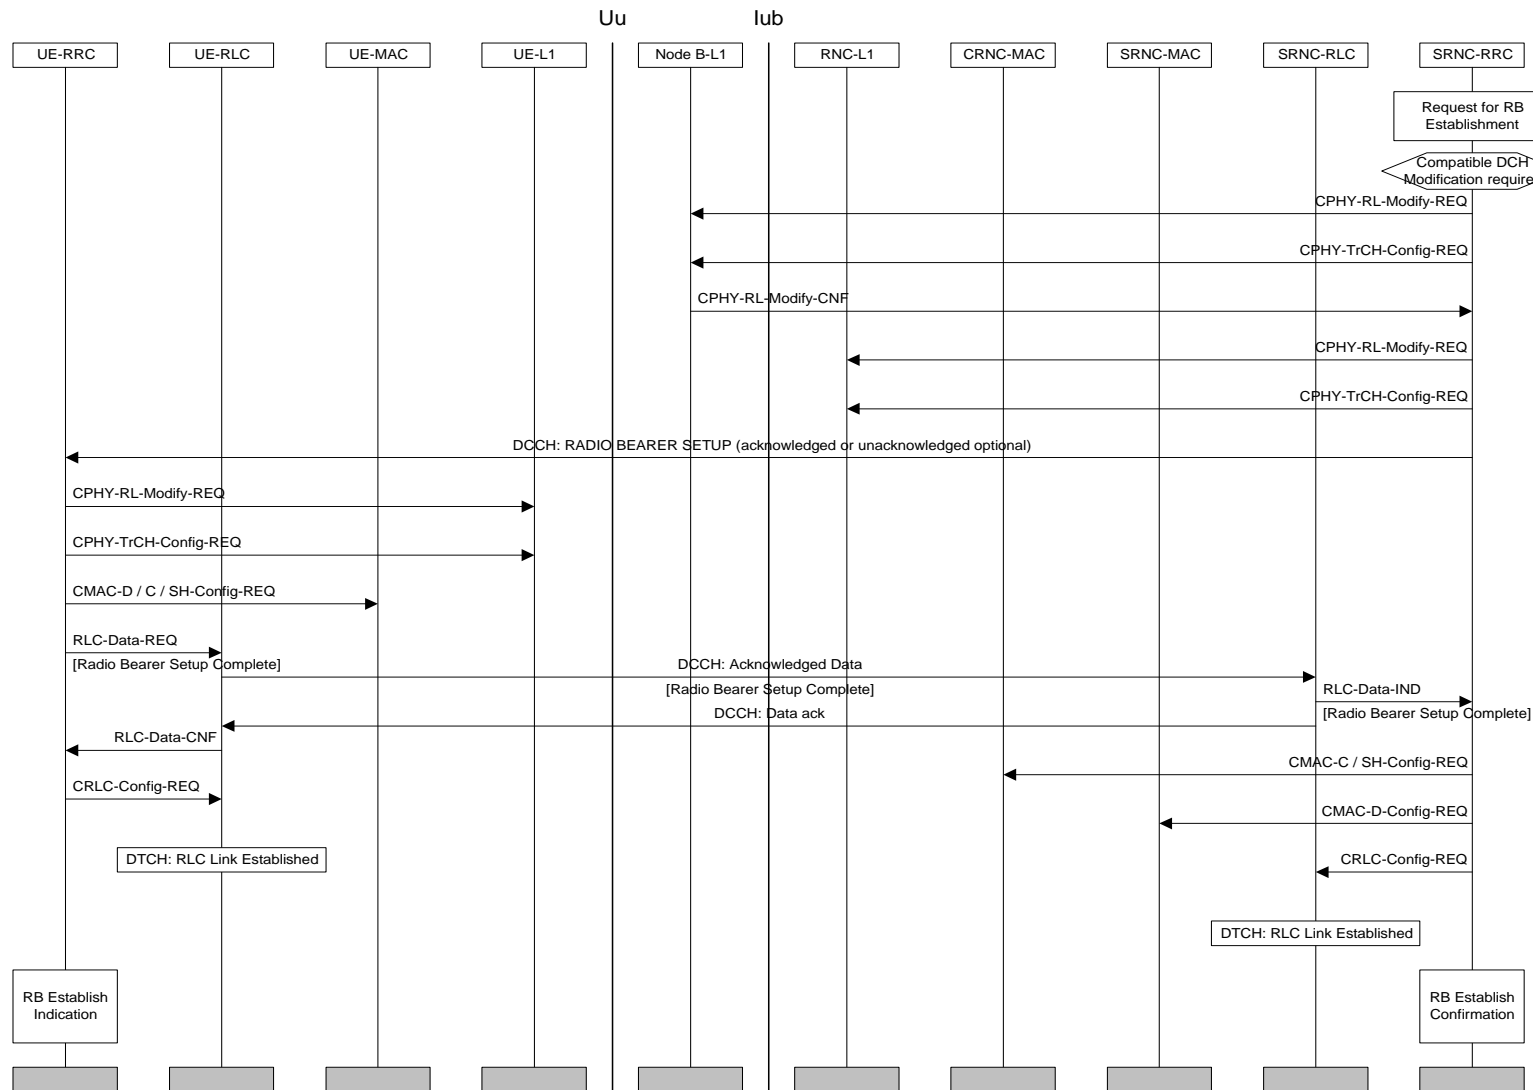 Uu
Iub
UE-RRC
UE-RLC
UE-MAC
UE-L1
Node B-L1
RNC-L1
CRNC-MAC
SRNC-MAC
SRNC-RLC
SRNC-RRC
Request for RB
Establishment
Compatible DCH
Modification require
CPHY-RL-Modify-REQ
CPHY-TrCH-Config-REQ
CPHY-RL-Modify-CNF
CPHY-RL-Modify-REQ
CPHY-TrCH-Config-REQ
DCCH: RADIO BEARER SETUP (acknowledged or unacknowledged optional)
CPHY-RL-Modify-REQ
CPHY-TrCH-Config-REQ
CMAC-D / C / SH-Config-REQ
RLC-Data-REQ
[Radio Bearer Setup Complete]
DCCH: Acknowledged Data
[Radio Bearer Setup Complete]
RLC-Data-IND
[Radio Bearer Setup Complete]
DCCH: Data ack
RLC-Data-CNF
CMAC-C / SH-Config-REQ
CRLC-Config-REQ
CMAC-D-Config-REQ
DTCH: RLC Link Established
CRLC-Config-REQ
DTCH: RLC Link Established
RB Establish
Indication
RB Establish
Confirmation